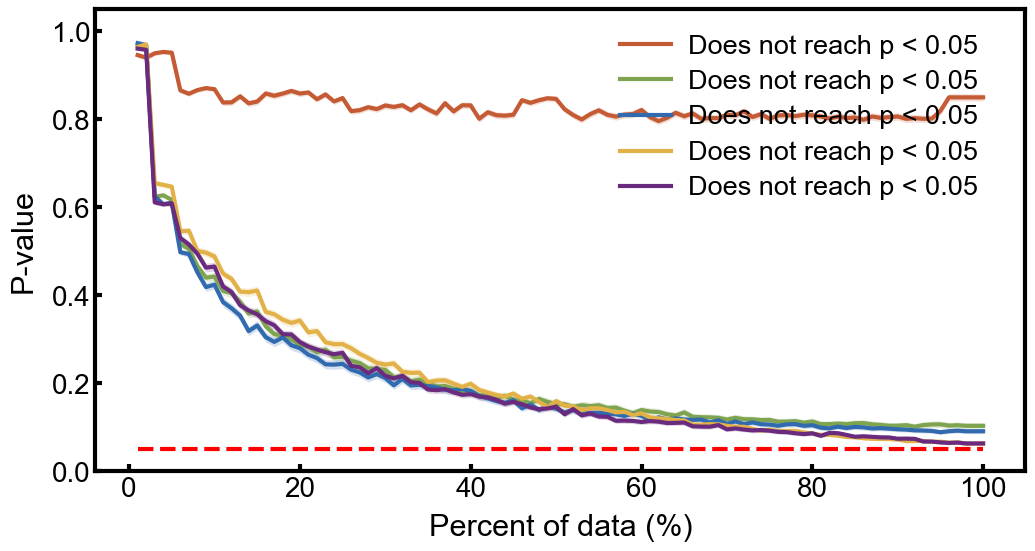 1.0
0.8
0.6
0.4
0.2
0.0
P-value
0
20
40
60
80
100
Percent of data (%)
Does not reach p < 0.05
Does not reach p < 0.05
Does not reach p < 0.05
Does not reach p < 0.05
Does not reach p < 0.05